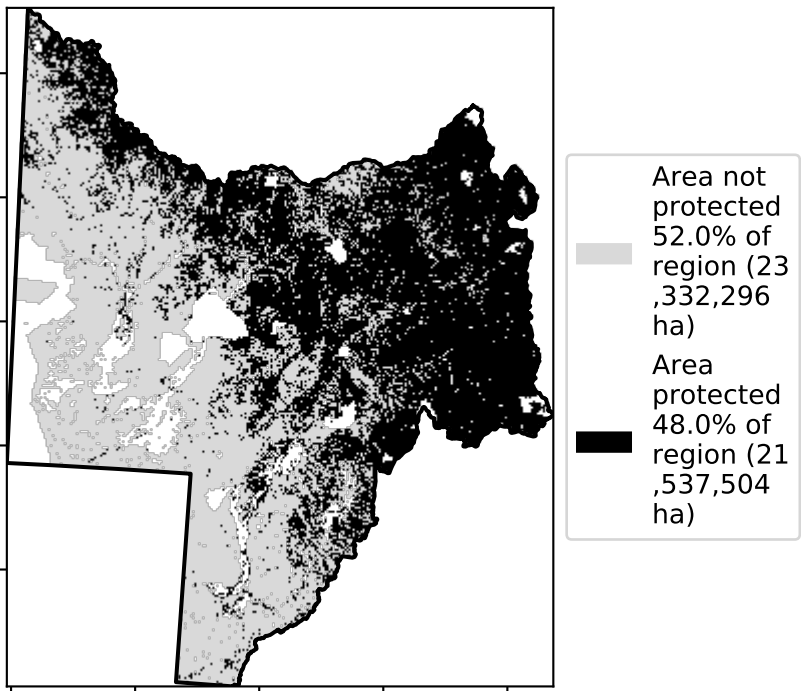 Area not
protected
52.0% of
region (23
,332,296
ha)
Area
protected
48.0% of
region (21
,537,504
ha)